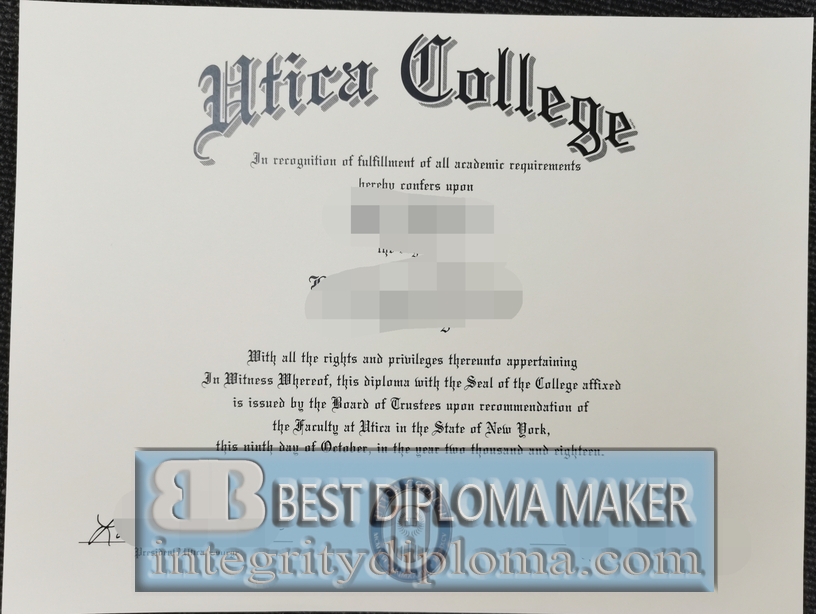 Utica College
In recognition of fulfillment of all academic requirements
hereby confers upon
With all the rights and privileges thereunto appertaining
In Witness Whereof, this diploma with the Seal of the College affixed
is issued by the Board of Trustees upon recommendation of
the Faculty at Utica in the State of New York,
this ninth day of October, in the year two thousand and eighteen.
BEST DIPLOMA MAKER
President Utica College
integritydiploma.com